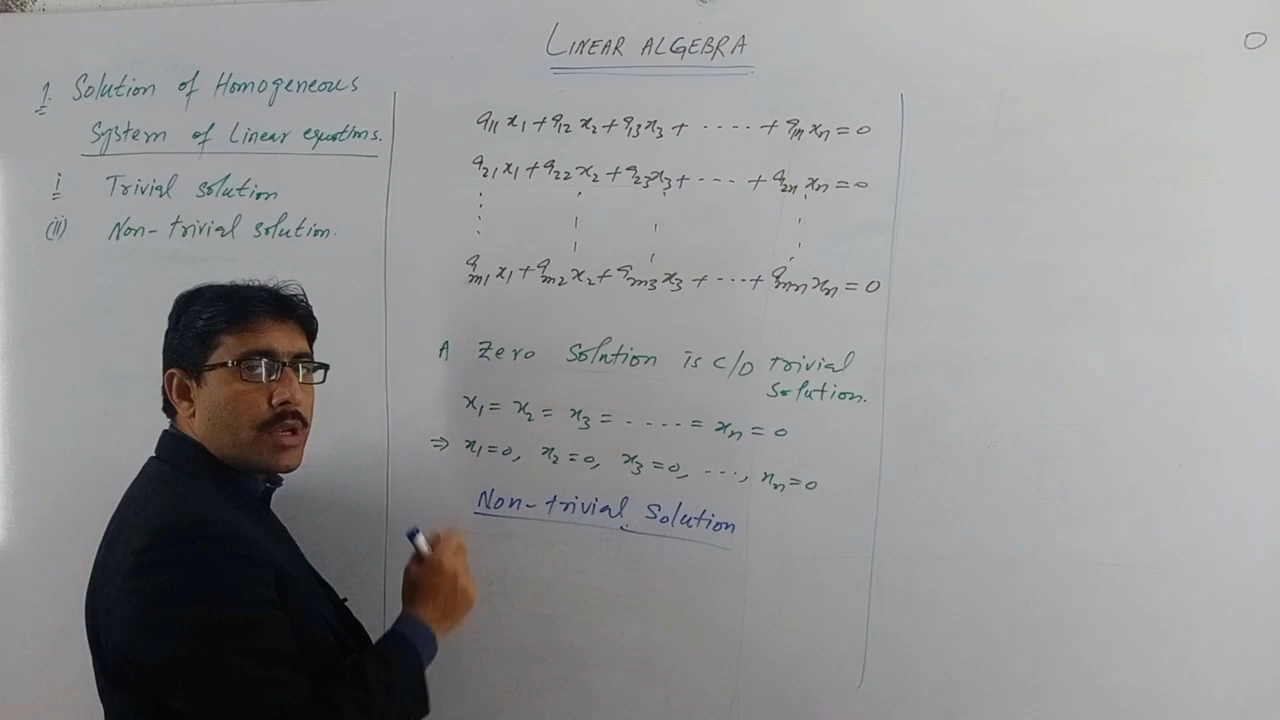 LINEAR ALGEBRA
1. Solution of Homogeneous
System of Linear equations.
i Trivial solution
(ii) Non-trivial solution.
a11 x1 + a12 x2 + a13 x3 + ..... + a1n xn = 0
a21 x1 + a22 x2 + a23 x3 + .... + a2n xn = 0
am1 x1 + am2 x2 + am3 x3 + ....+ amn xn = 0
A Zero Solution is C/D trivial
Solution.
x1 = x2 = x3 = ..... = xn = 0
⇒ x1=0, x2=0, x3=0, ..., xn=0
Non-trivial Solution
0